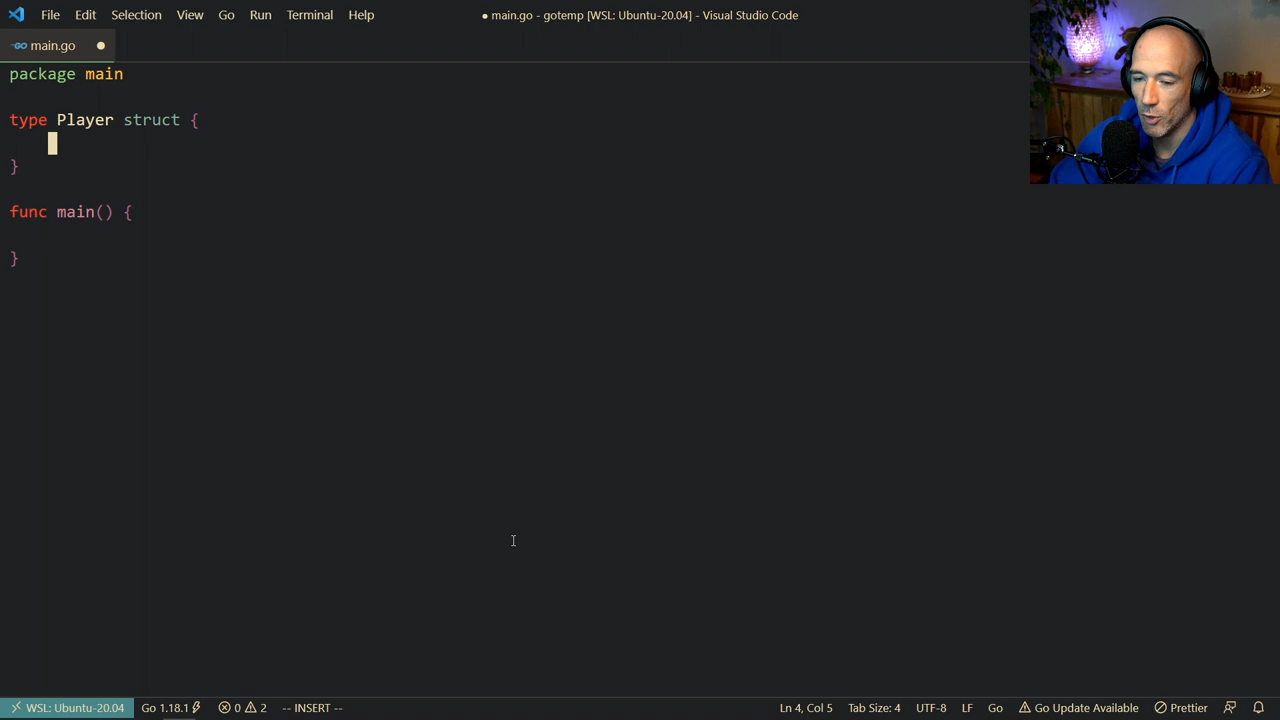 File Edit Selection View Go Run Terminal Help
● main.go - gotemp [WSL: Ubuntu-20.04] - Visual Studio Code
main.go
package main
type Player struct {
}
func main() {
}
WSL: Ubuntu-20.04 Go 1.18.1 0 2 -- INSERT -- Ln 4, Col 5 Tab Size: 4 UTF-8 LF Go Go Update Available Prettier